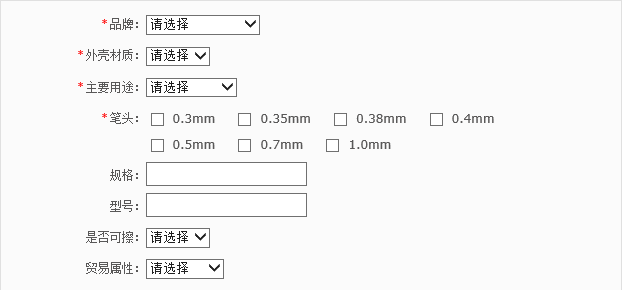 *品牌： 请选择
*外壳材质： 请选择
*主要用途： 请选择
*笔头： 0.3mm 0.35mm 0.38mm 0.4mm
0.5mm 0.7mm 1.0mm
规格：
型号：
是否可擦： 请选择
贸易属性： 请选择